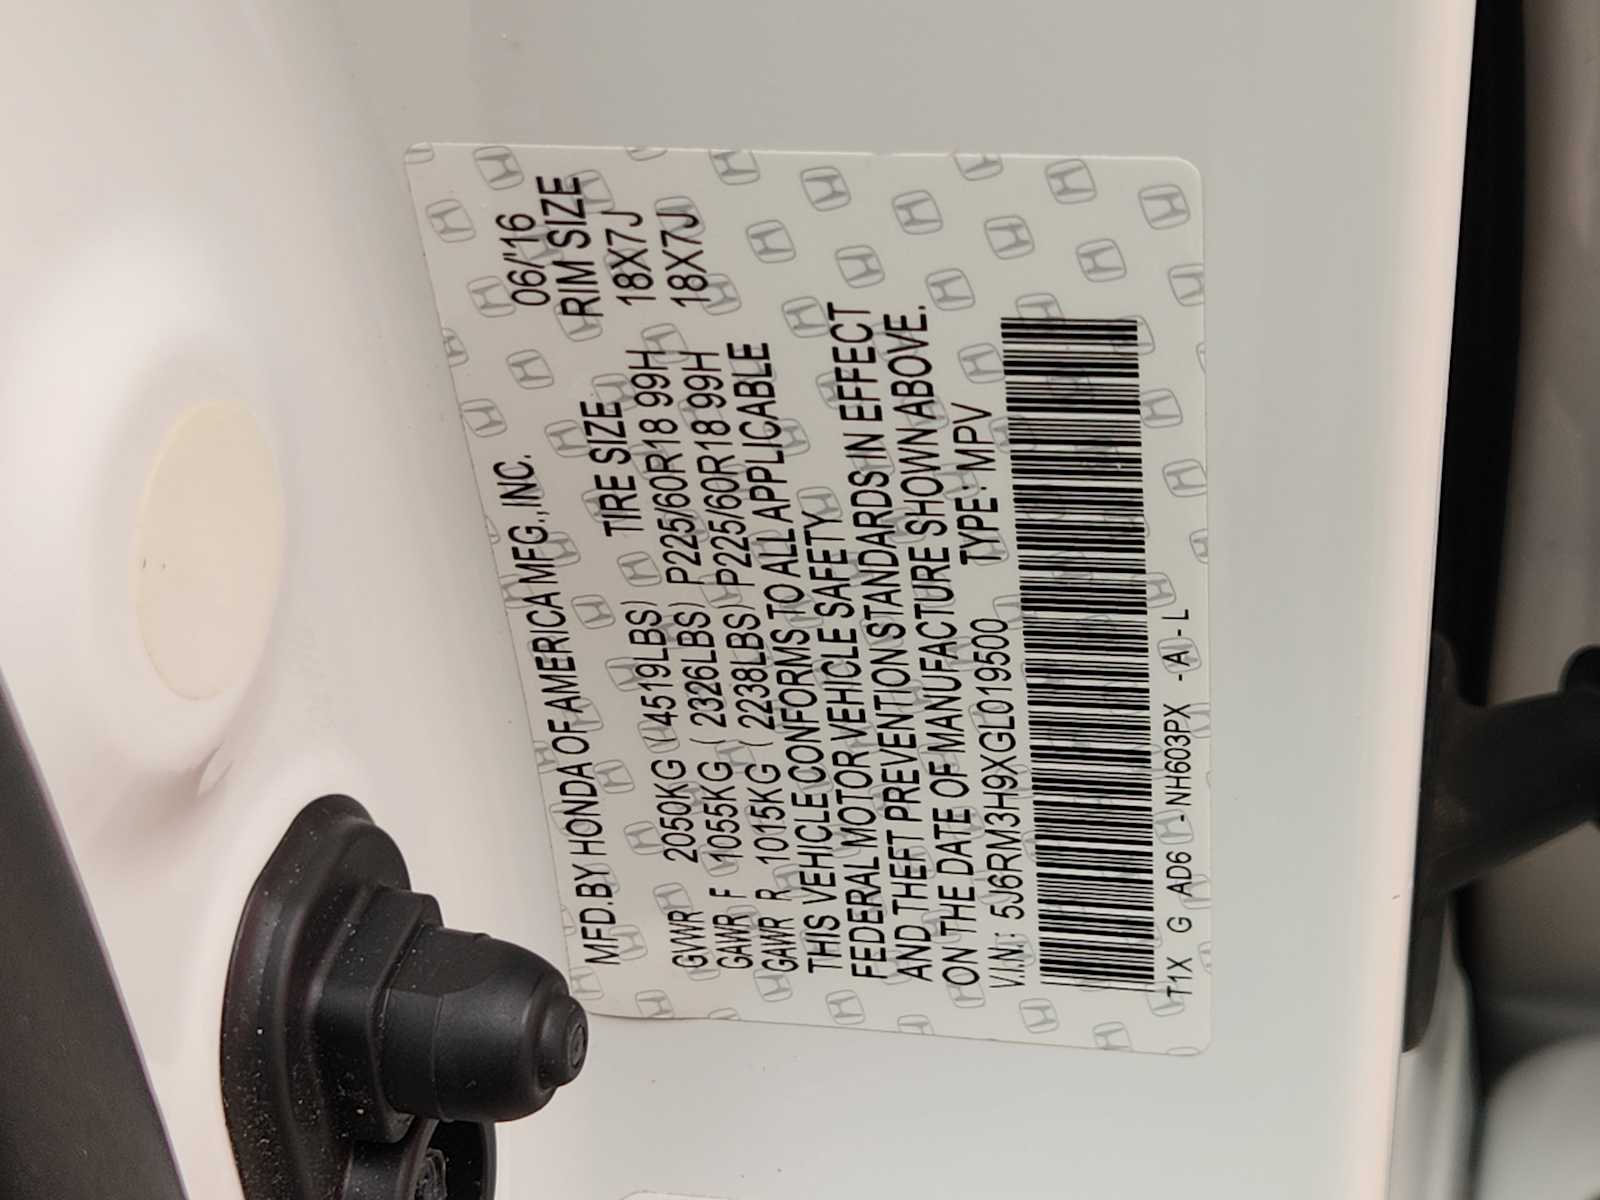 MFD.BY HONDA OF AMERICA MFG.,INC. 06/'16
TIRE SIZE RIM SIZE
GVWR 2050KG (4519LBS) P225/60R18 99H 18X7J
GAWR F 1055KG ( 2326LBS) P225/60R18 99H 18X7J
GAWR R 1015KG ( 2238LBS)
THIS VEHICLE CONFORMS TO ALL APPLICABLE
FEDERAL MOTOR VEHICLE SAFETY
AND THEFT PREVENTION STANDARDS IN EFFECT
ON THE DATE OF MANUFACTURE SHOWN ABOVE.
V.I.N.: 5J6RM3H9XGL019500 TYPE: MPV
T1X G AD6 -NH603PX -A-L